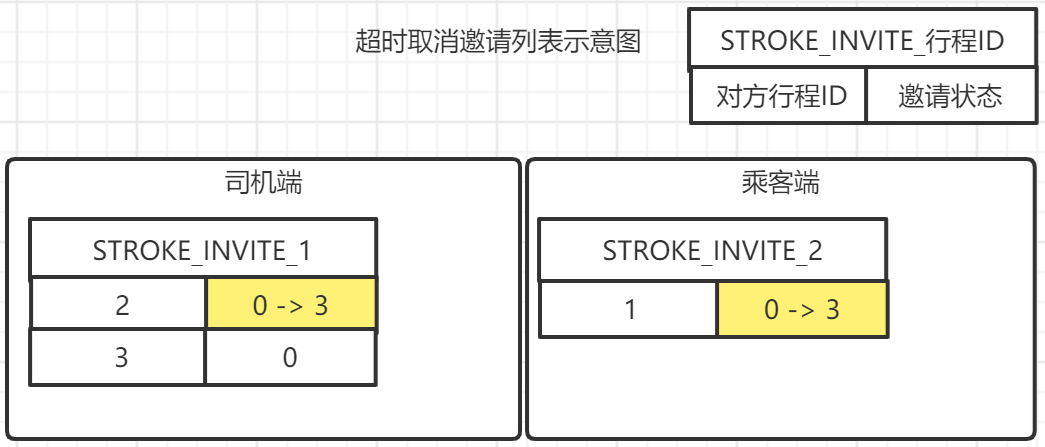 超时取消邀请列表示意图
STROKE_INVITE_行程ID
对方行程ID 邀请状态
司机端
STROKE_INVITE_1
2 0 -> 3
3 0
乘客端
STROKE_INVITE_2
1 0 -> 3